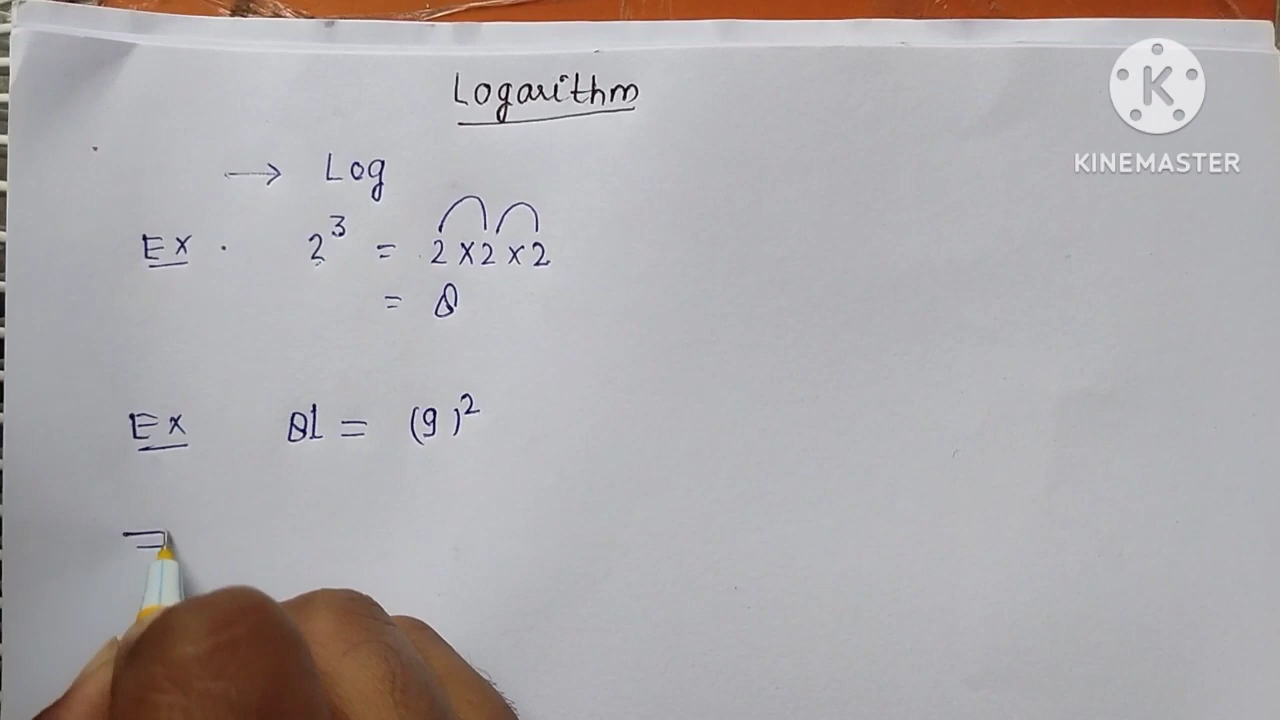 Logarithm
→ Log
Ex . 2³ = 2×2×2
= 8
Ex 81 = (9)²
K
KINEMASTER